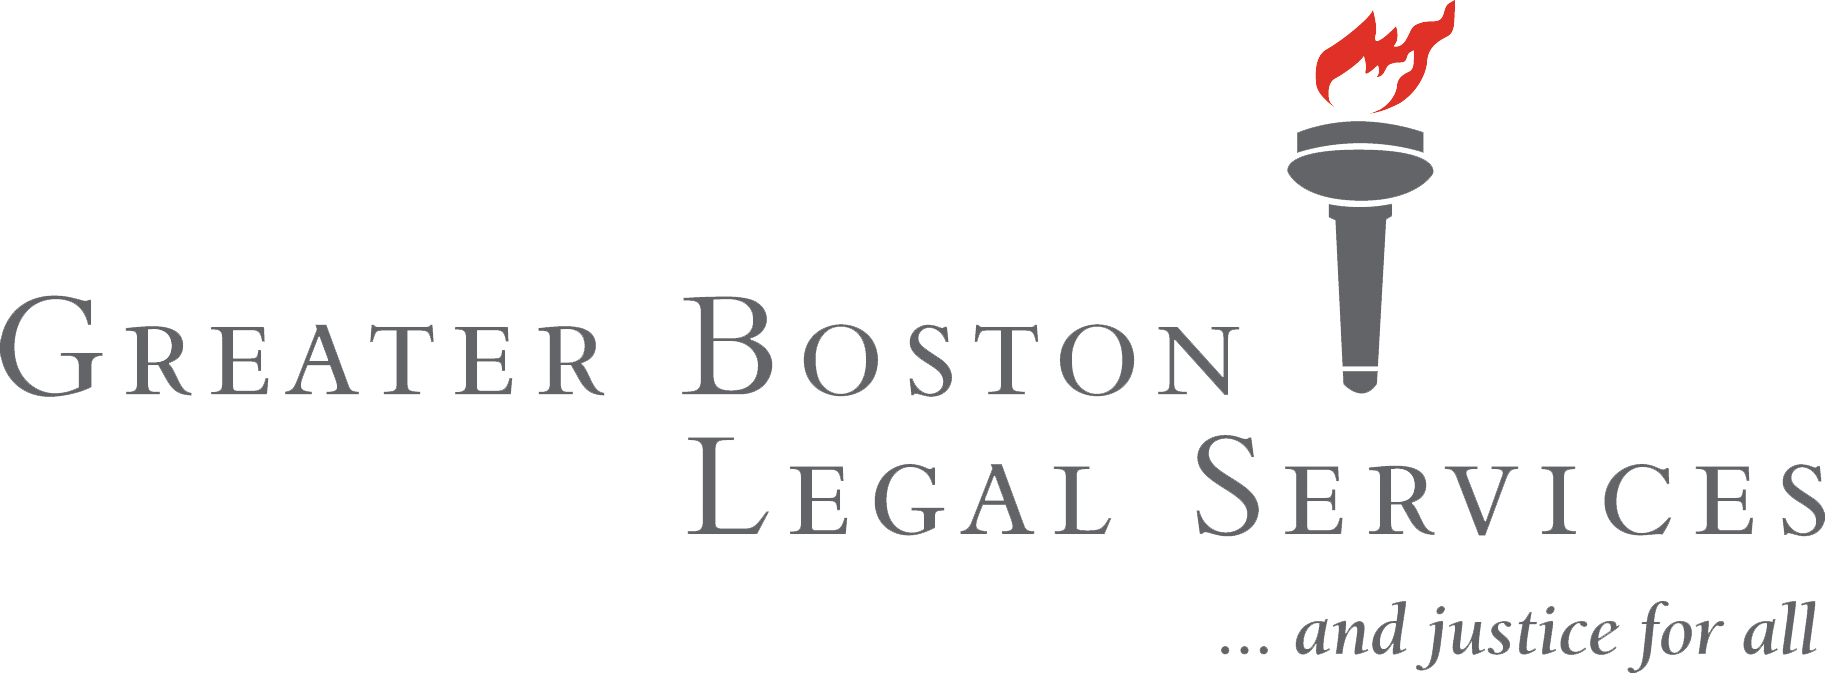 Greater Boston
Legal Services
... and justice for all